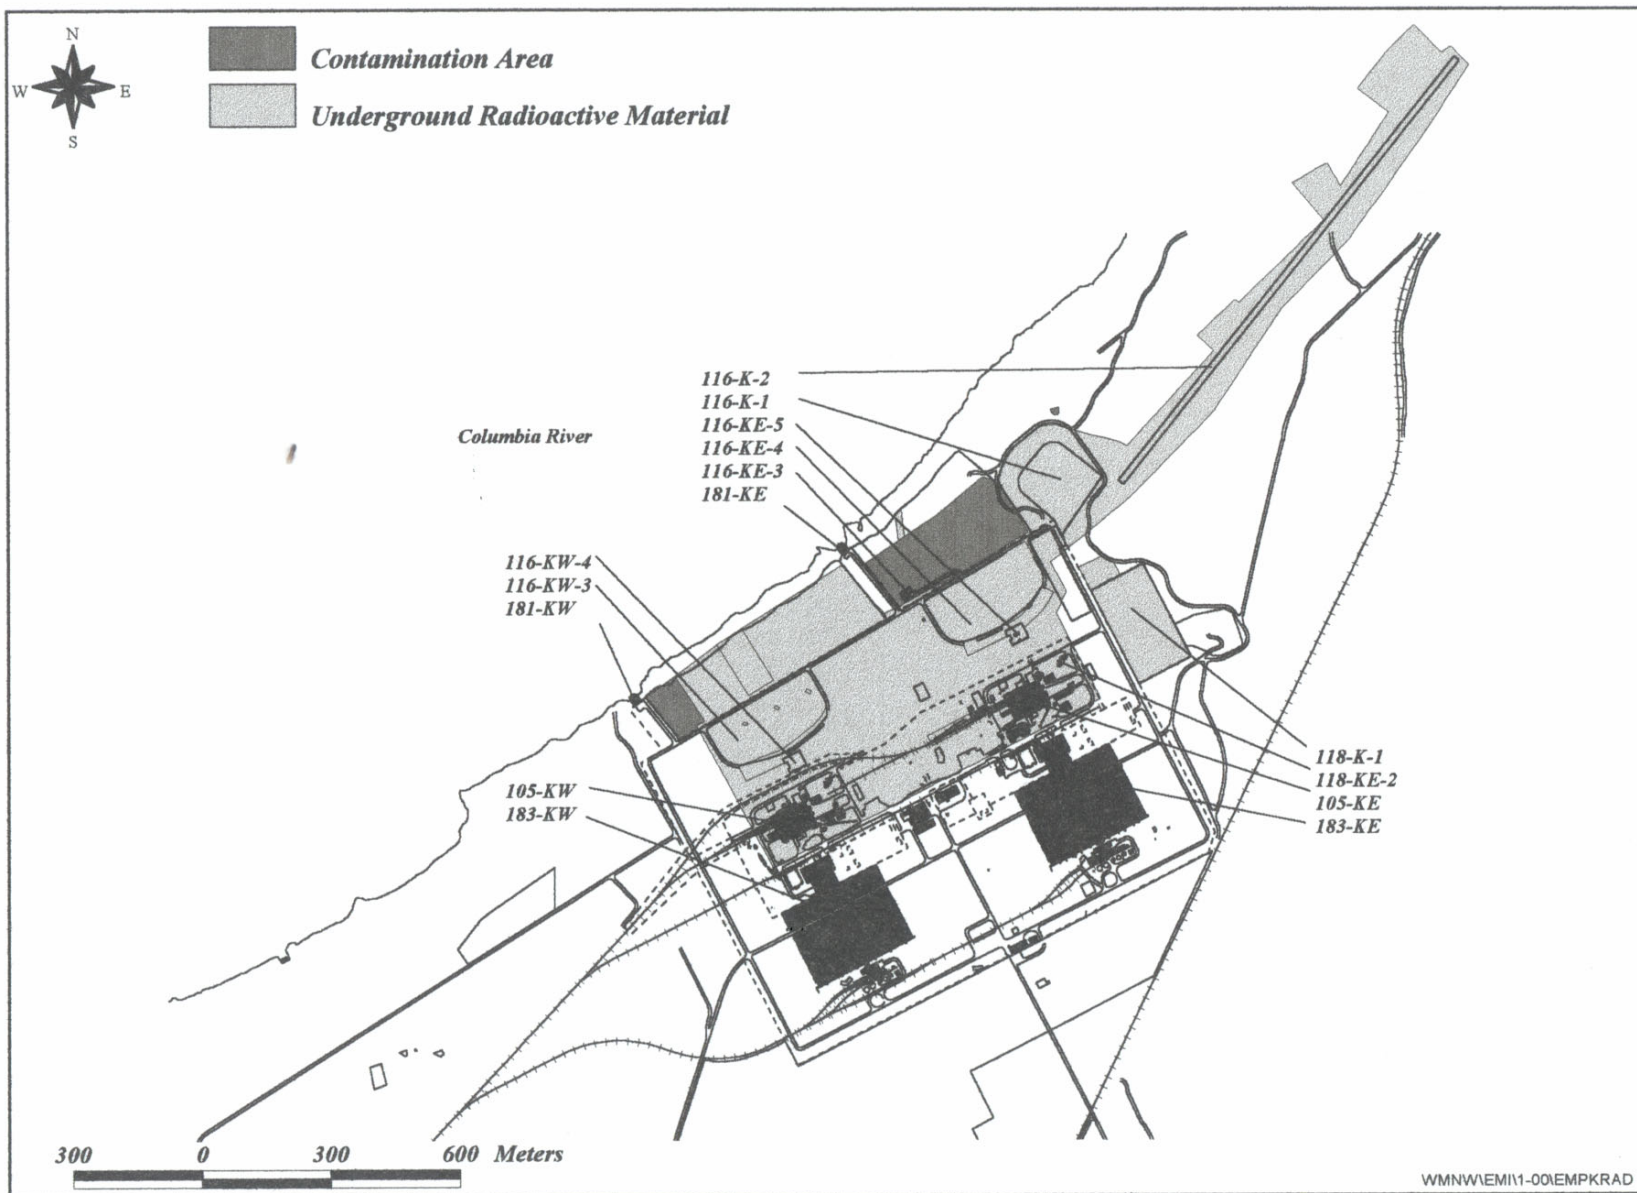 N
W E
S
Contamination Area
Underground Radioactive Material
116-K-2
116-K-1
116-KE-5
116-KE-4
116-KE-3
181-KE
Columbia River
116-KW-4
116-KW-3
181-KW
105-KW
183-KW
118-K-1
118-KE-2
105-KE
183-KE
300 0 300 600 Meters
WMNW\EMI\1-00\EMPKRAD